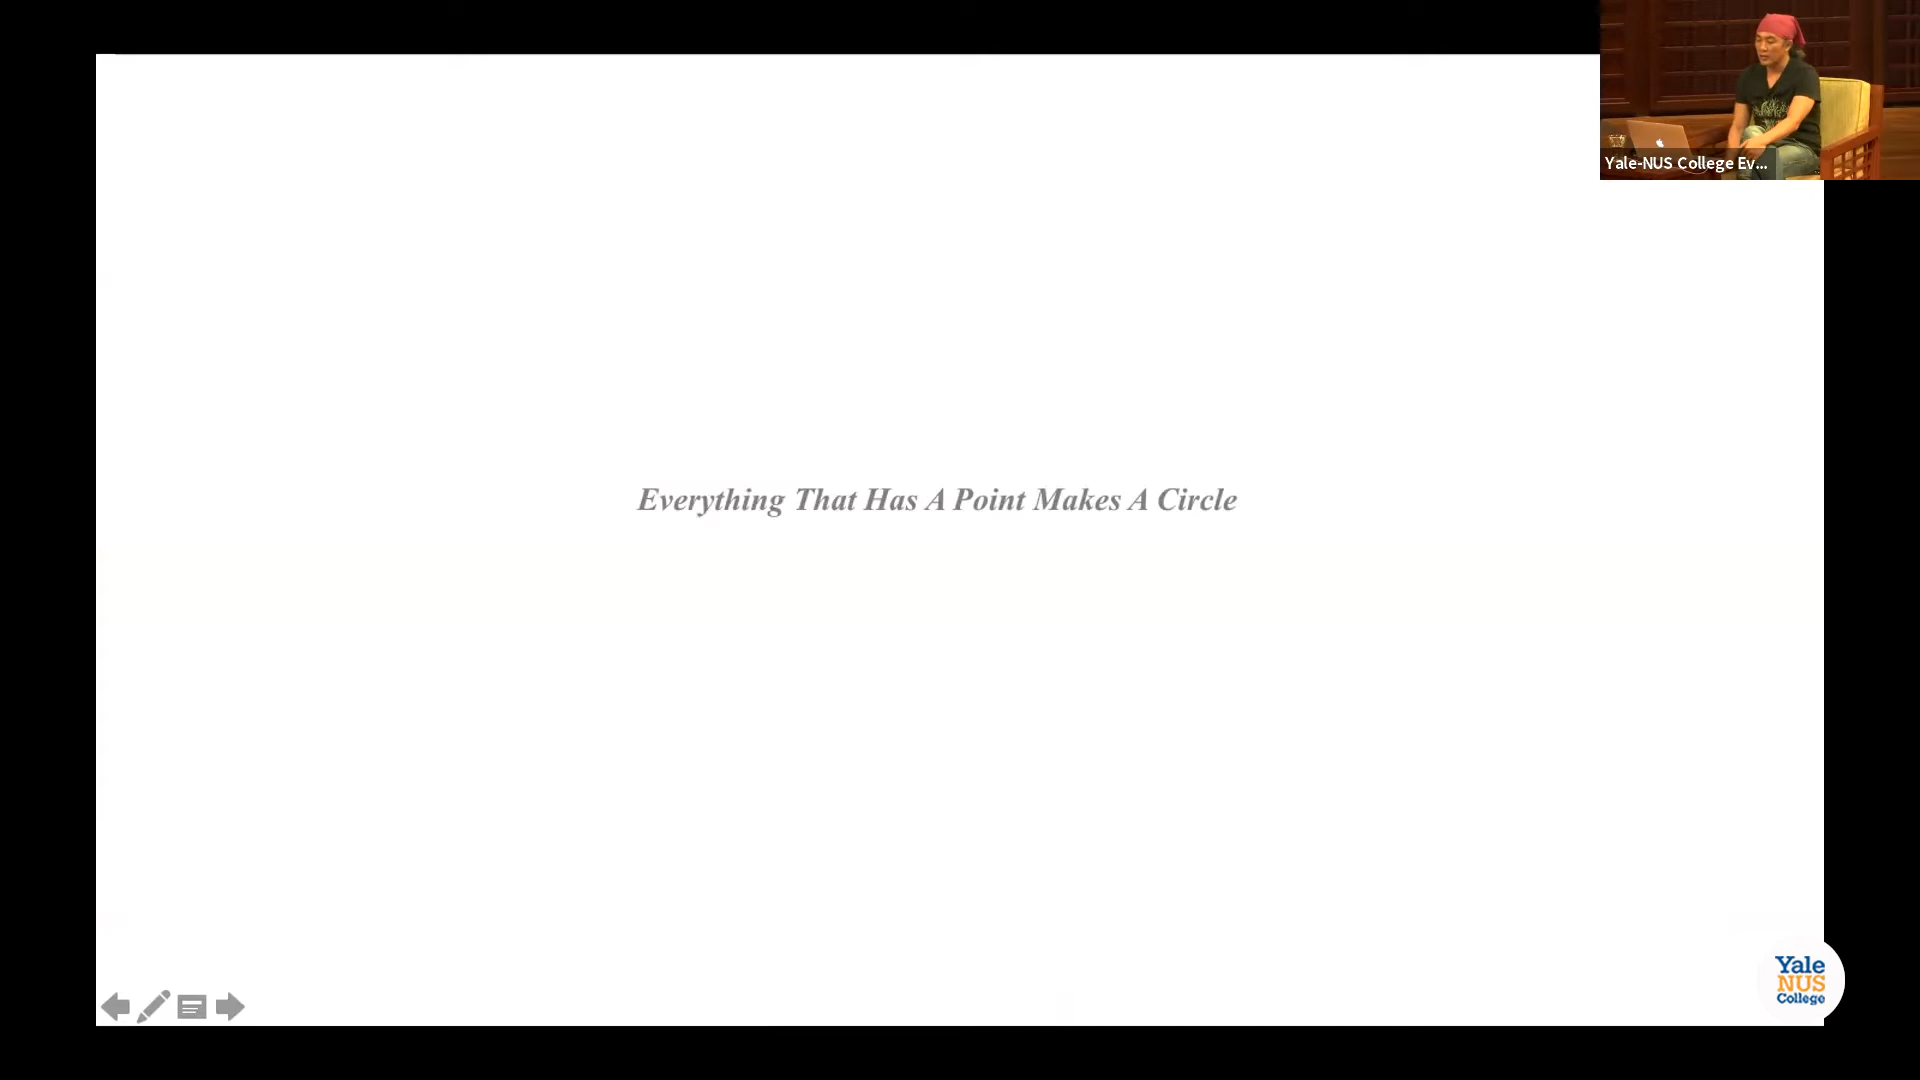 Yale-NUS College Ev...
Everything That Has A Point Makes A Circle
Yale
NUS
College